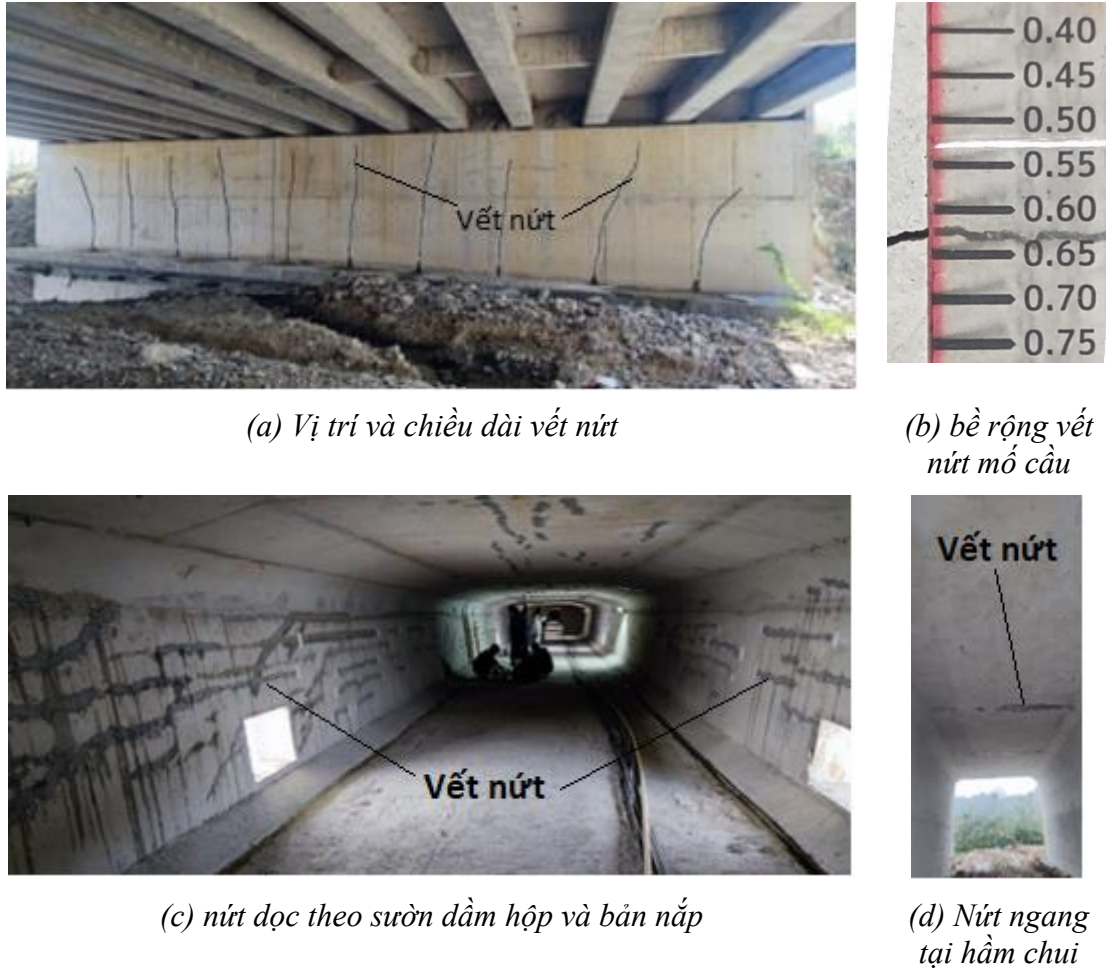 Vết nứt
0.40
0.45
0.50
0.55
0.60
0.65
0.70
0.75
(a) Vị trí và chiều dài vết nứt
(b) bề rộng vết
nứt mố cầu
Vết nứt
Vết nứt
(c) nứt dọc theo sườn dầm hộp và bản nắp
(d) Nứt ngang
tại hầm chui